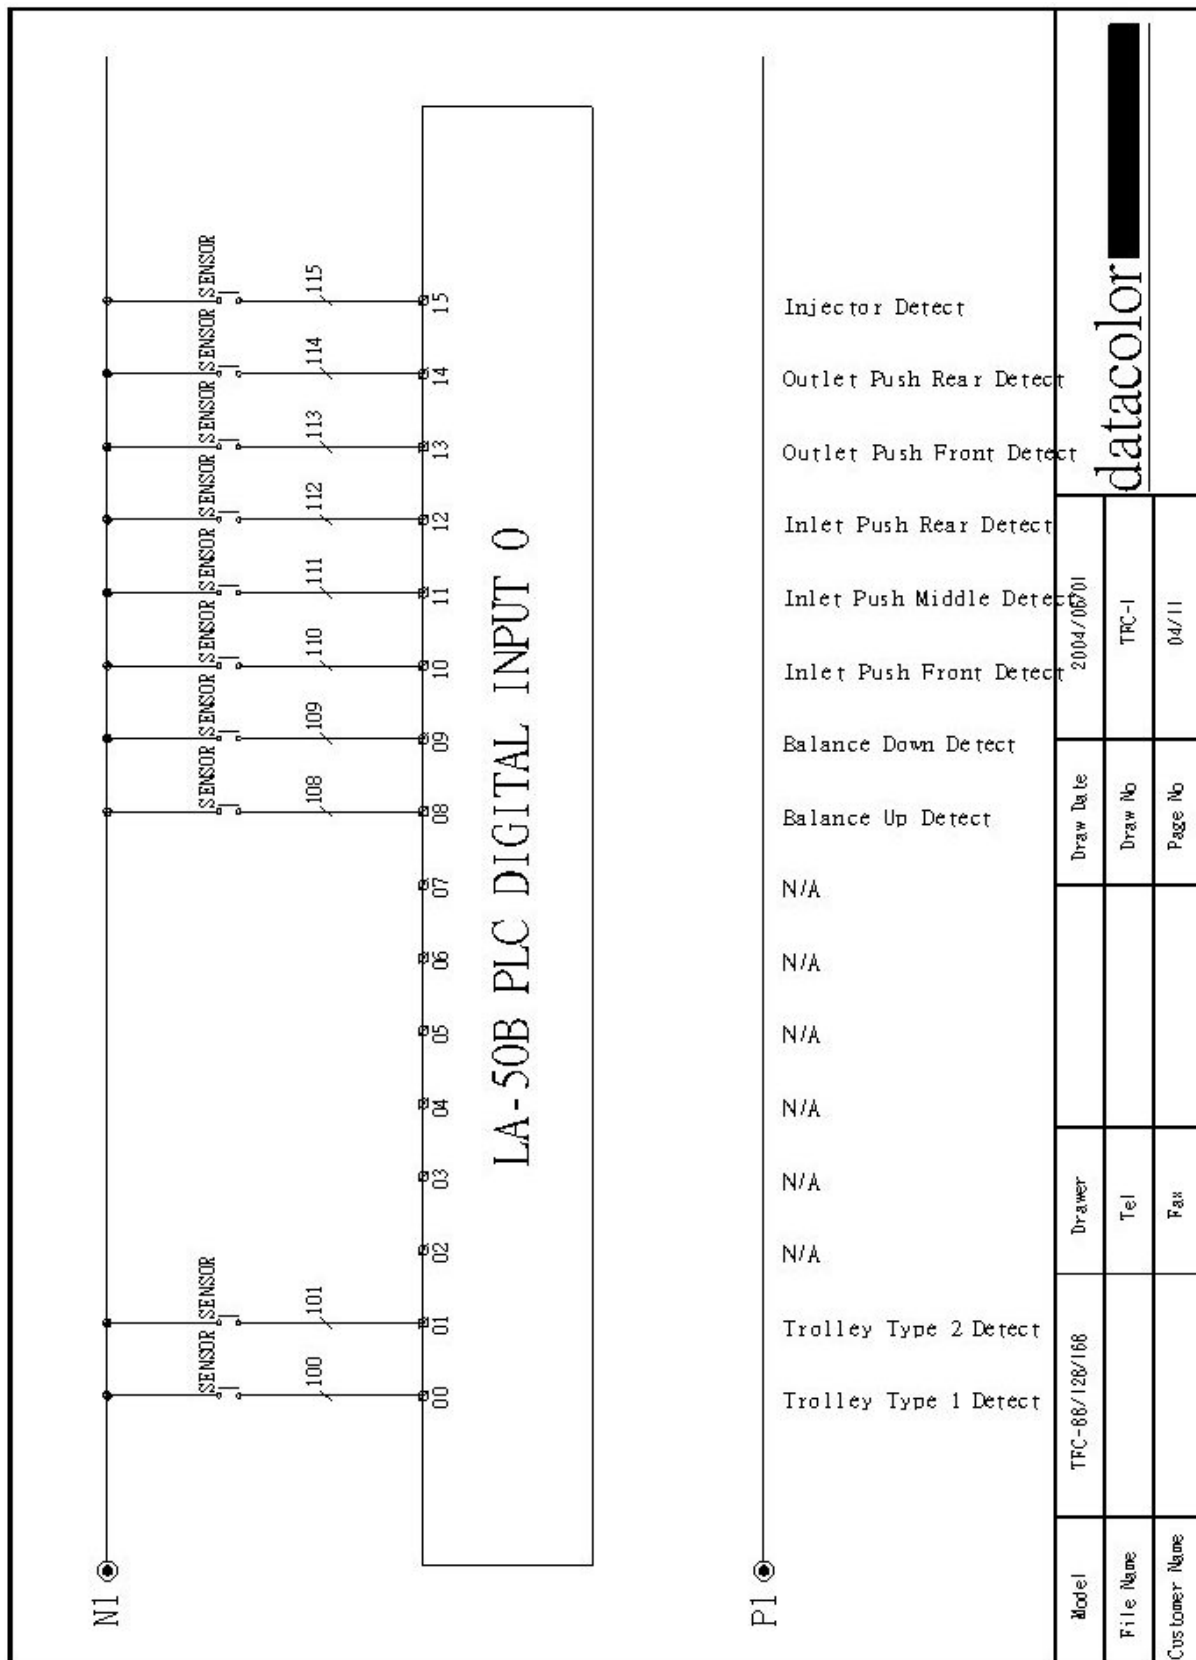 N1
SENSOR SENSOR SENSOR SENSOR SENSOR SENSOR SENSOR SENSOR SENSOR SENSOR
100 101 108 109 110 111 112 113 114 115
00 01 02 03 04 05 06 07 08 09 10 11 12 13 14 15
LA-50B PLC DIGITAL INPUT 0
P1
Injector Detect
Outlet Push Rear Detect
Outlet Push Front Detect
Inlet Push Rear Detect
Inlet Push Middle Detect
Inlet Push Front Detect
Balance Down Detect
Balance Up Detect
N/A
N/A
N/A
N/A
N/A
N/A
Trolley Type 2 Detect
Trolley Type 1 Detect
Model TFC-88/128/168 Drawer Draw Date
File Name Tel Draw No TFC-1
Customer Name Fax Page No 04/11
datacolor